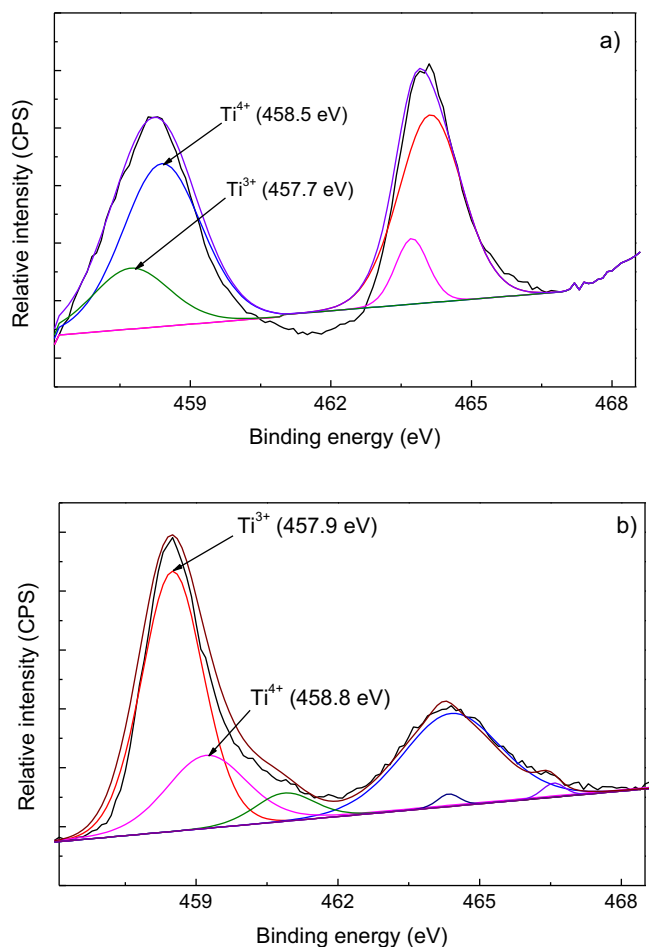 a)
Ti⁴⁺ (458.5 eV)
Ti³⁺ (457.7 eV)
Relative intensity (CPS)
459 462 465 468
Binding energy (eV)
b)
Ti³⁺ (457.9 eV)
Ti⁴⁺ (458.8 eV)
Relative intensity (CPS)
459 462 465 468
Binding energy (eV)